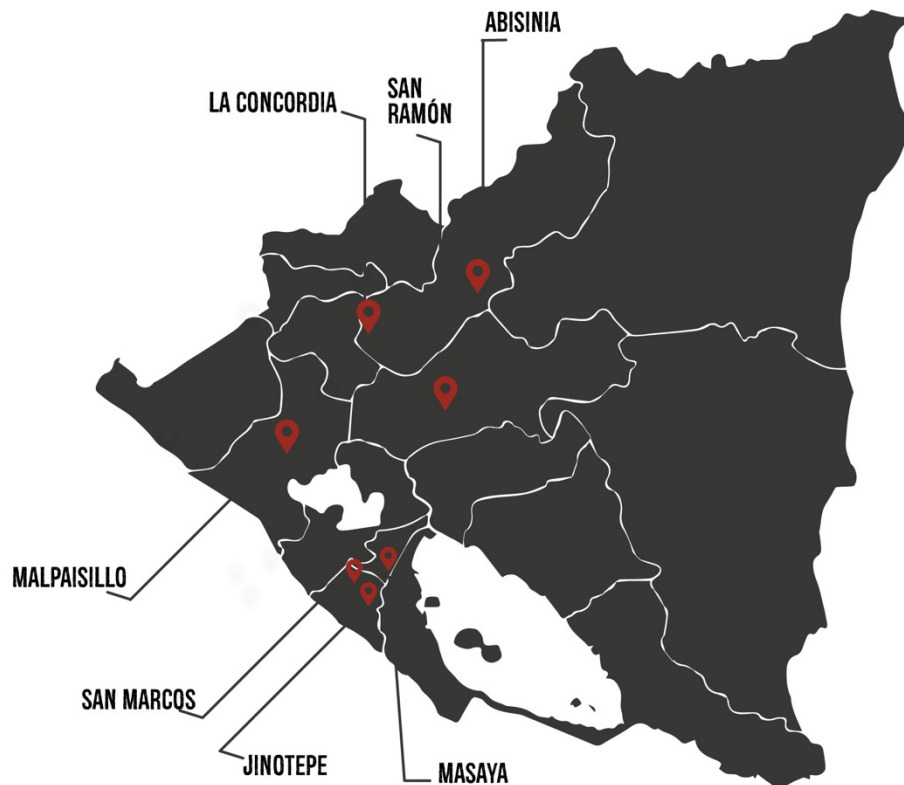 ABISINIA
LA CONCORDIA
SAN
RAMÓN
MALPAISILLO
SAN MARCOS
JINOTEPE
MASAYA